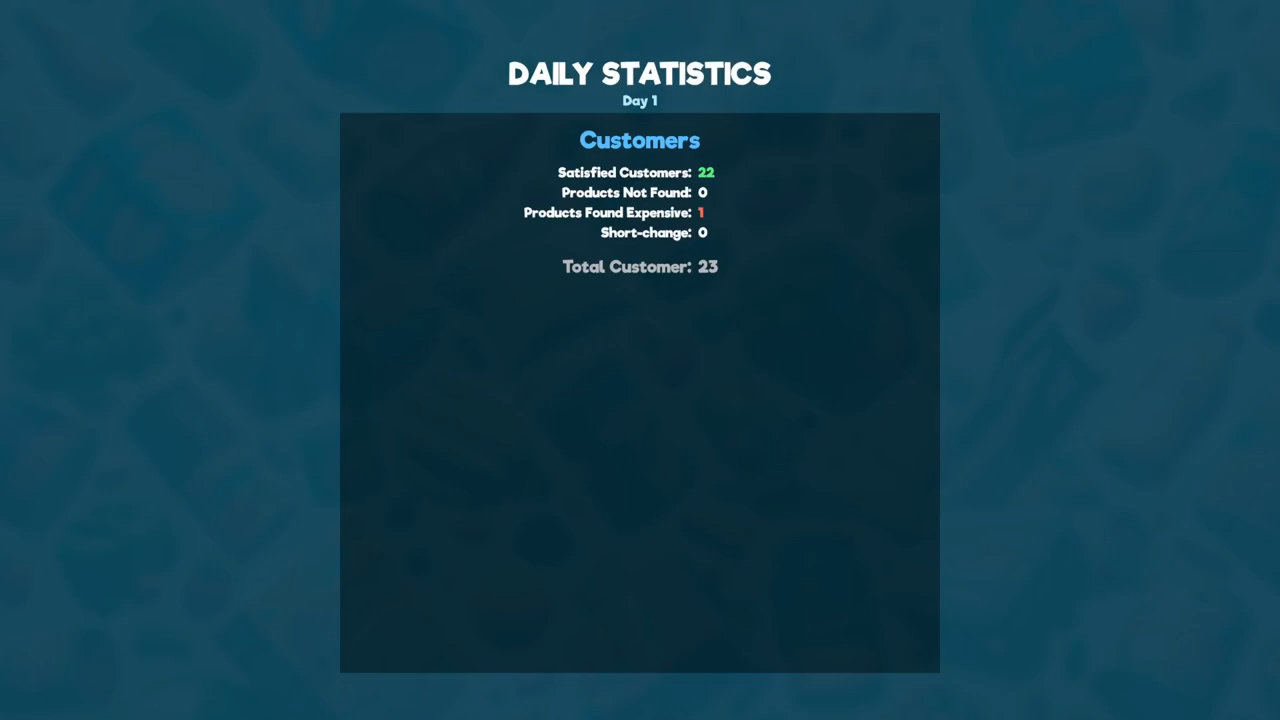 DAILY STATISTICS
Day 1
Customers
Satisfied Customers: 22
Products Not Found: 0
Products Found Expensive: 1
Short-change: 0
Total Customer: 23